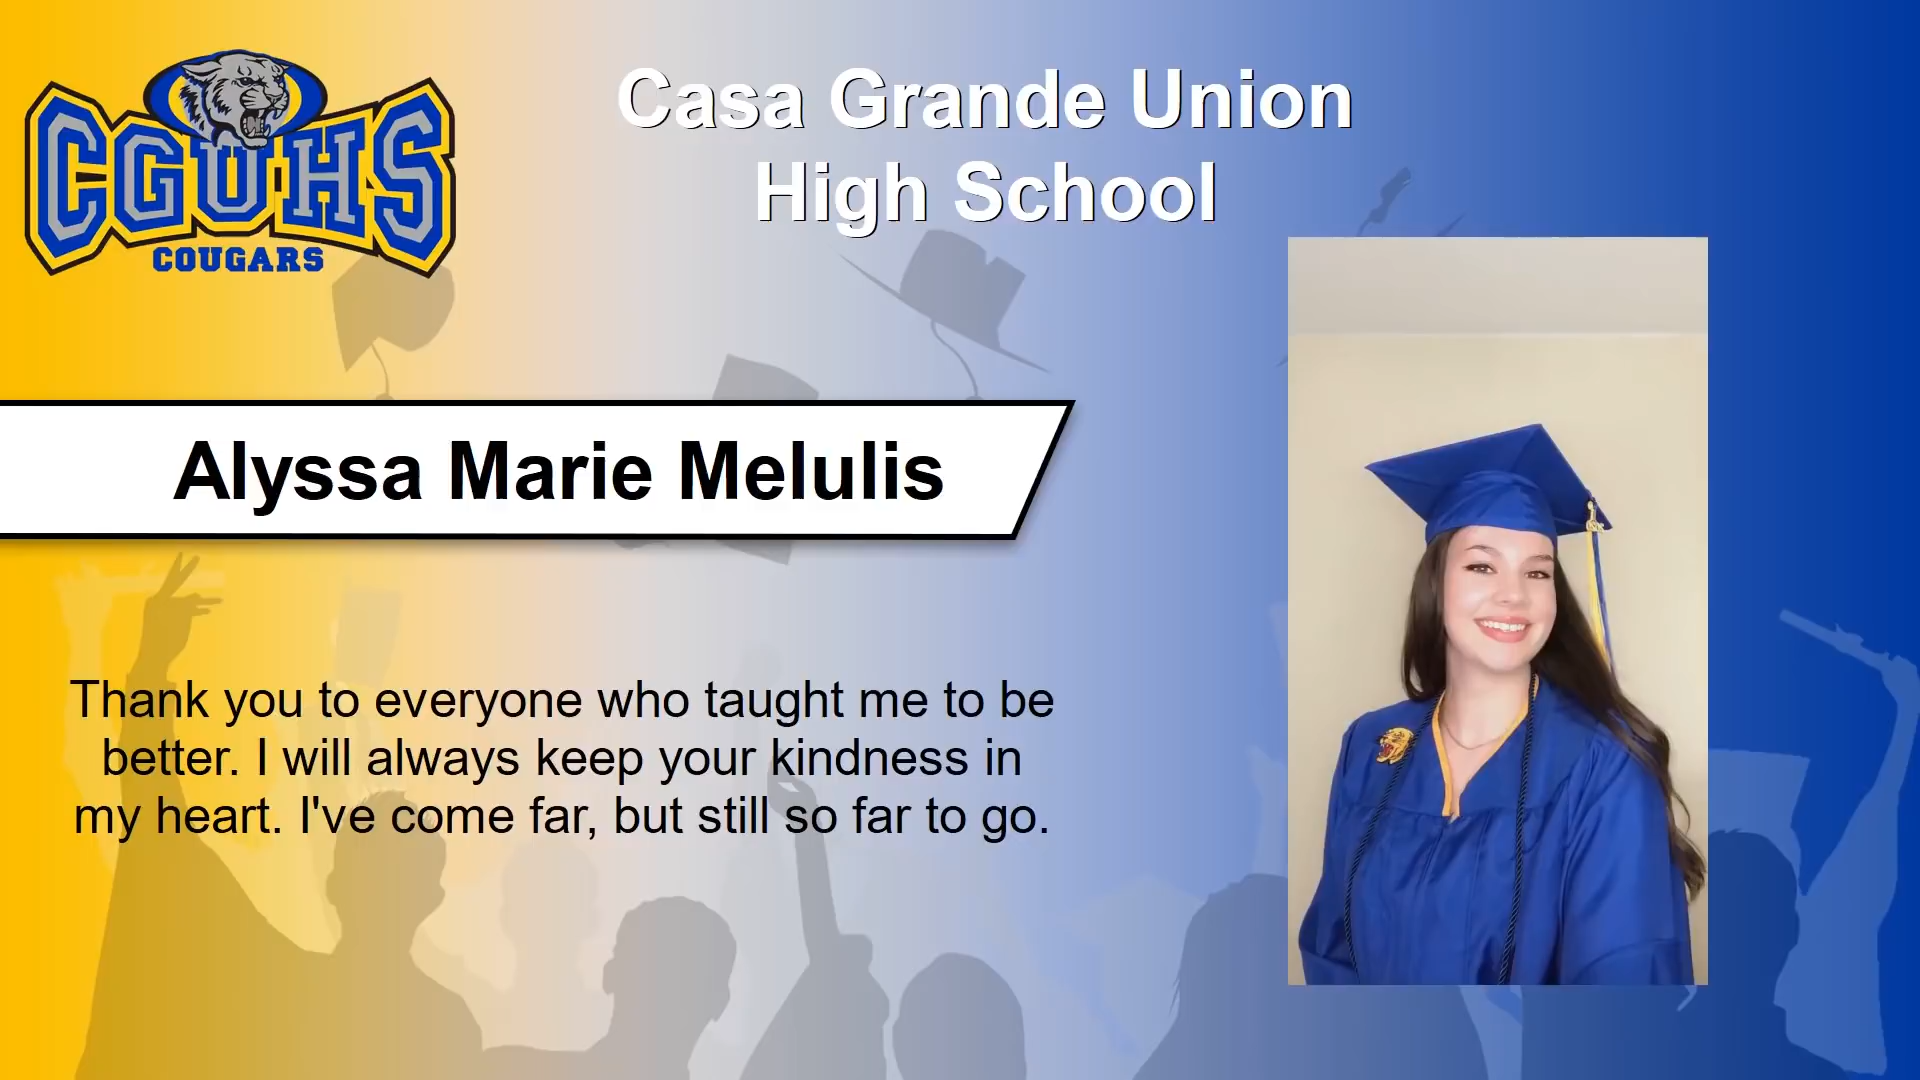 CGUHS
COUGARS
Casa Grande Union
High School
Alyssa Marie Melulis
Thank you to everyone who taught me to be
better. I will always keep your kindness in
my heart. I've come far, but still so far to go.